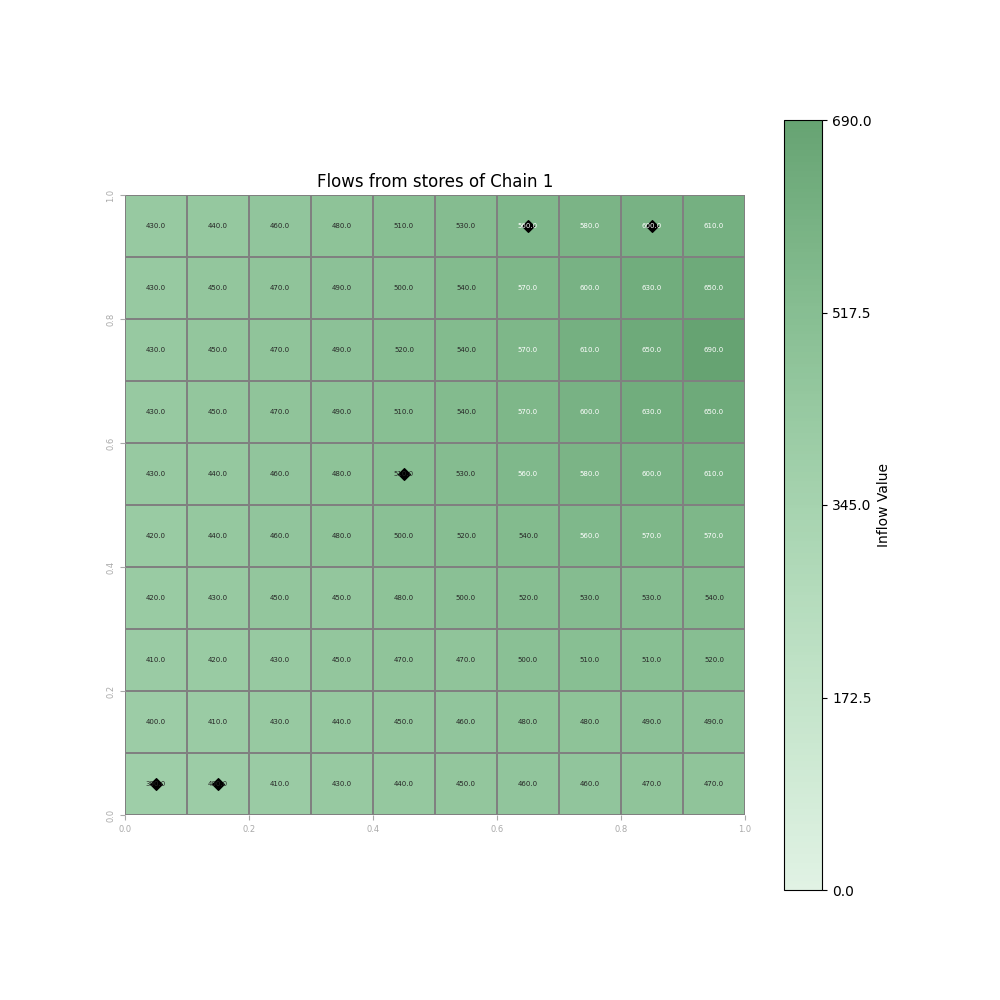 Flows from stores of Chain 1
1.0
430.0 440.0 460.0 480.0 510.0 530.0 580.0 610.0
430.0 450.0 470.0 490.0 500.0 540.0 570.0 600.0 630.0 650.0
0.8
430.0 450.0 470.0 490.0 520.0 540.0 570.0 610.0 650.0 690.0
430.0 450.0 470.0 490.0 510.0 540.0 570.0 600.0 630.0 650.0
0.6
430.0 440.0 460.0 480.0 530.0 560.0 580.0 600.0 610.0
420.0 440.0 460.0 480.0 500.0 520.0 540.0 560.0 570.0 570.0
0.4
420.0 430.0 450.0 450.0 480.0 500.0 520.0 530.0 530.0 540.0
410.0 420.0 430.0 450.0 470.0 470.0 500.0 510.0 510.0 520.0
0.2
400.0 410.0 430.0 440.0 450.0 460.0 480.0 480.0 490.0 490.0
410.0 430.0 440.0 450.0 460.0 460.0 470.0 470.0
0.0
0.0 0.2 0.4 0.6 0.8 1.0
690.0
517.5
345.0
172.5
0.0
Inflow Value